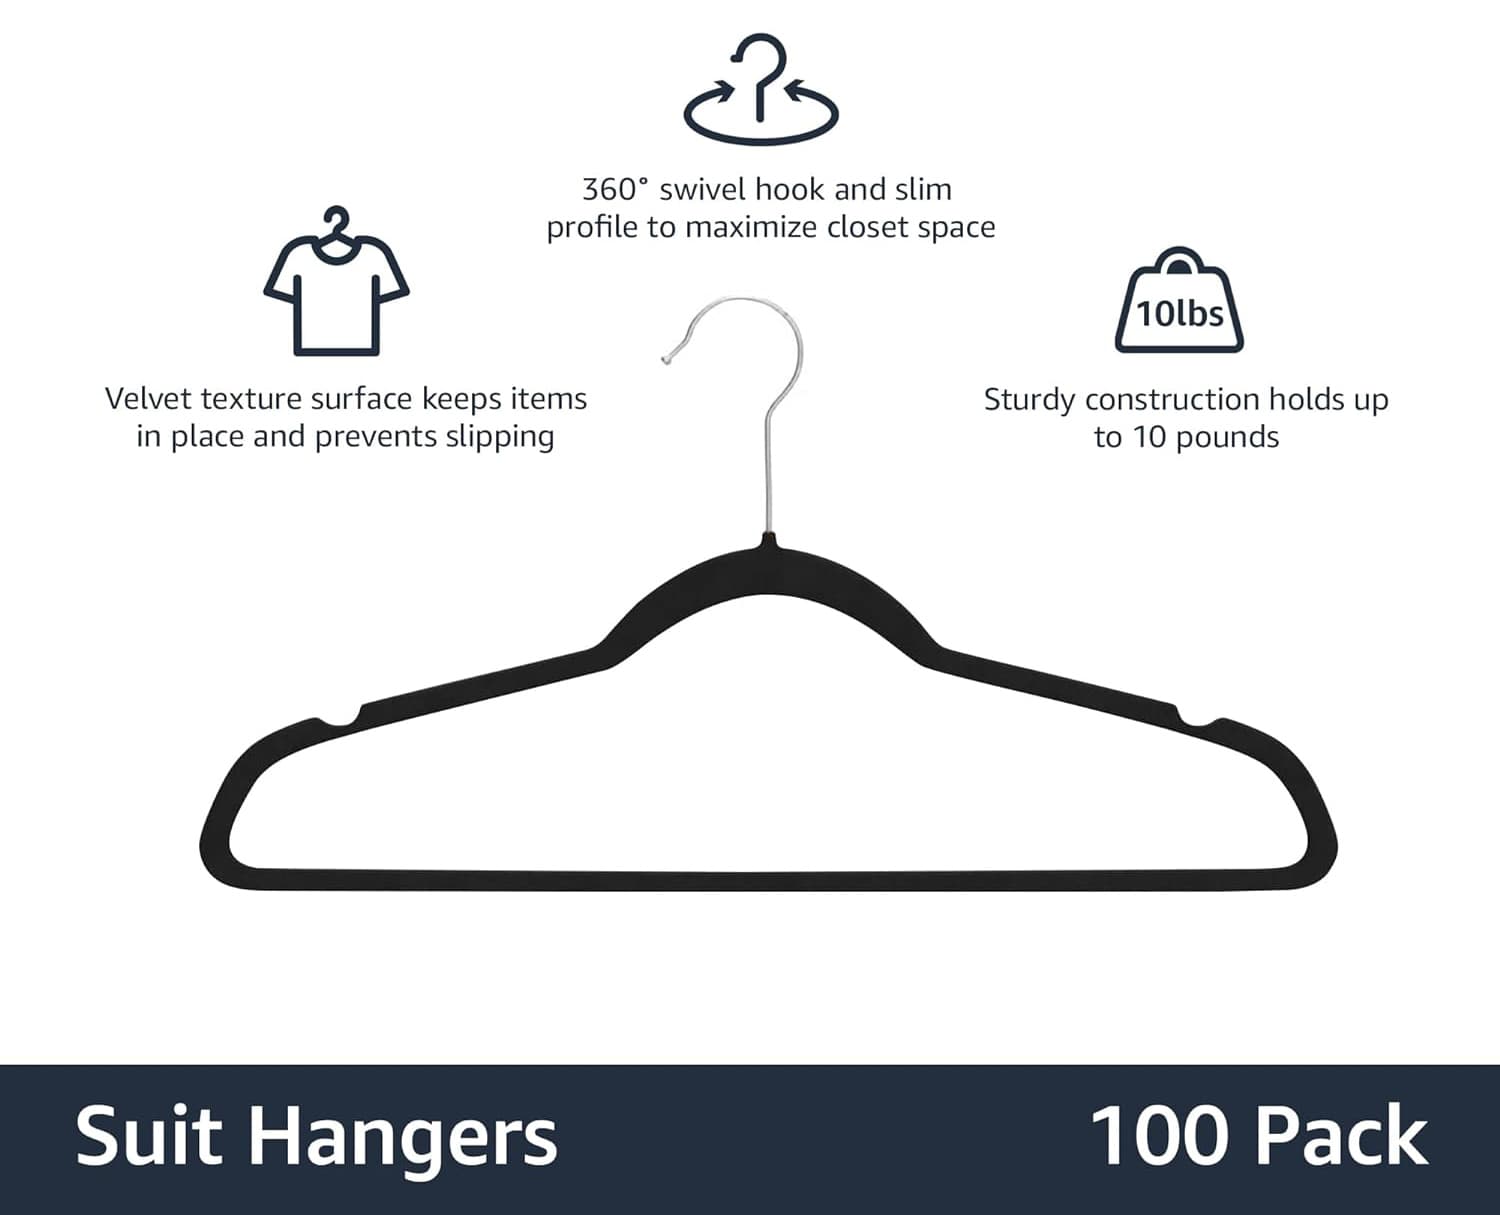 360° swivel hook and slim
profile to maximize closet space
Velvet texture surface keeps items
in place and prevents slipping
10lbs
Sturdy construction holds up
to 10 pounds
Suit Hangers
100 Pack